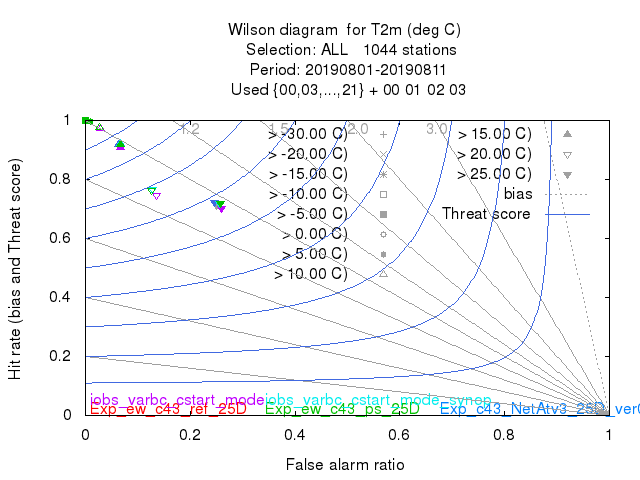 Wilson diagram for T2m (deg C)
Selection: ALL 1044 stations
Period: 20190801-20190811
Used {00,03,...,21} + 00 01 02 03
Hit rate (bias and Threat score)
1
0.8
0.6
0.4
0.2
0
1.2
1.5
2.0
3.0
> -30.00 C)
> -20.00 C)
> -15.00 C)
> -10.00 C)
> -5.00 C)
> 0.00 C)
> 5.00 C)
> 10.00 C)
> 15.00 C)
> 20.00 C)
> 25.00 C)
bias
Threat score
jobs_varbc_cstart_mode jobs_varbc_cstart_mode_synop
Exp_ew_c43_ref_25D Exp_ew_c43_ps_25D Exp_c43_NetAtv3_25D_ver0
0 0.2 0.4 0.6 0.8 1
False alarm ratio